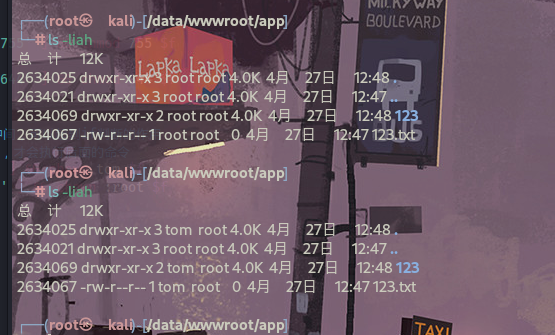 ┌──(root㉿ kali)-[/data/wwwroot/app]
└─# ls -liah
总 计 12K
2634025 drwxr-xr-x 3 root root 4.0K 4月 27日 12:48 .
2634021 drwxr-xr-x 3 root root 4.0K 4月 27日 12:47 ..
2634069 drwxr-xr-x 2 root root 4.0K 4月 27日 12:48 123
2634067 -rw-r--r-- 1 root root 0 4月 27日 12:47 123.txt
┌──(root㉿ kali)-[/data/wwwroot/app]
└─# ls -liah
总 计 12K
2634025 drwxr-xr-x 3 tom root 4.0K 4月 27日 12:48 .
2634021 drwxr-xr-x 3 root root 4.0K 4月 27日 12:47 ..
2634069 drwxr-xr-x 2 tom root 4.0K 4月 27日 12:48 123
2634067 -rw-r--r-- 1 tom root 0 4月 27日 12:47 123.txt
┌──(root㉿ kali)-[/data/wwwroot/app]
MILKY WAY
BOULEVARD
Lapka Lapka
BUS
TAXI